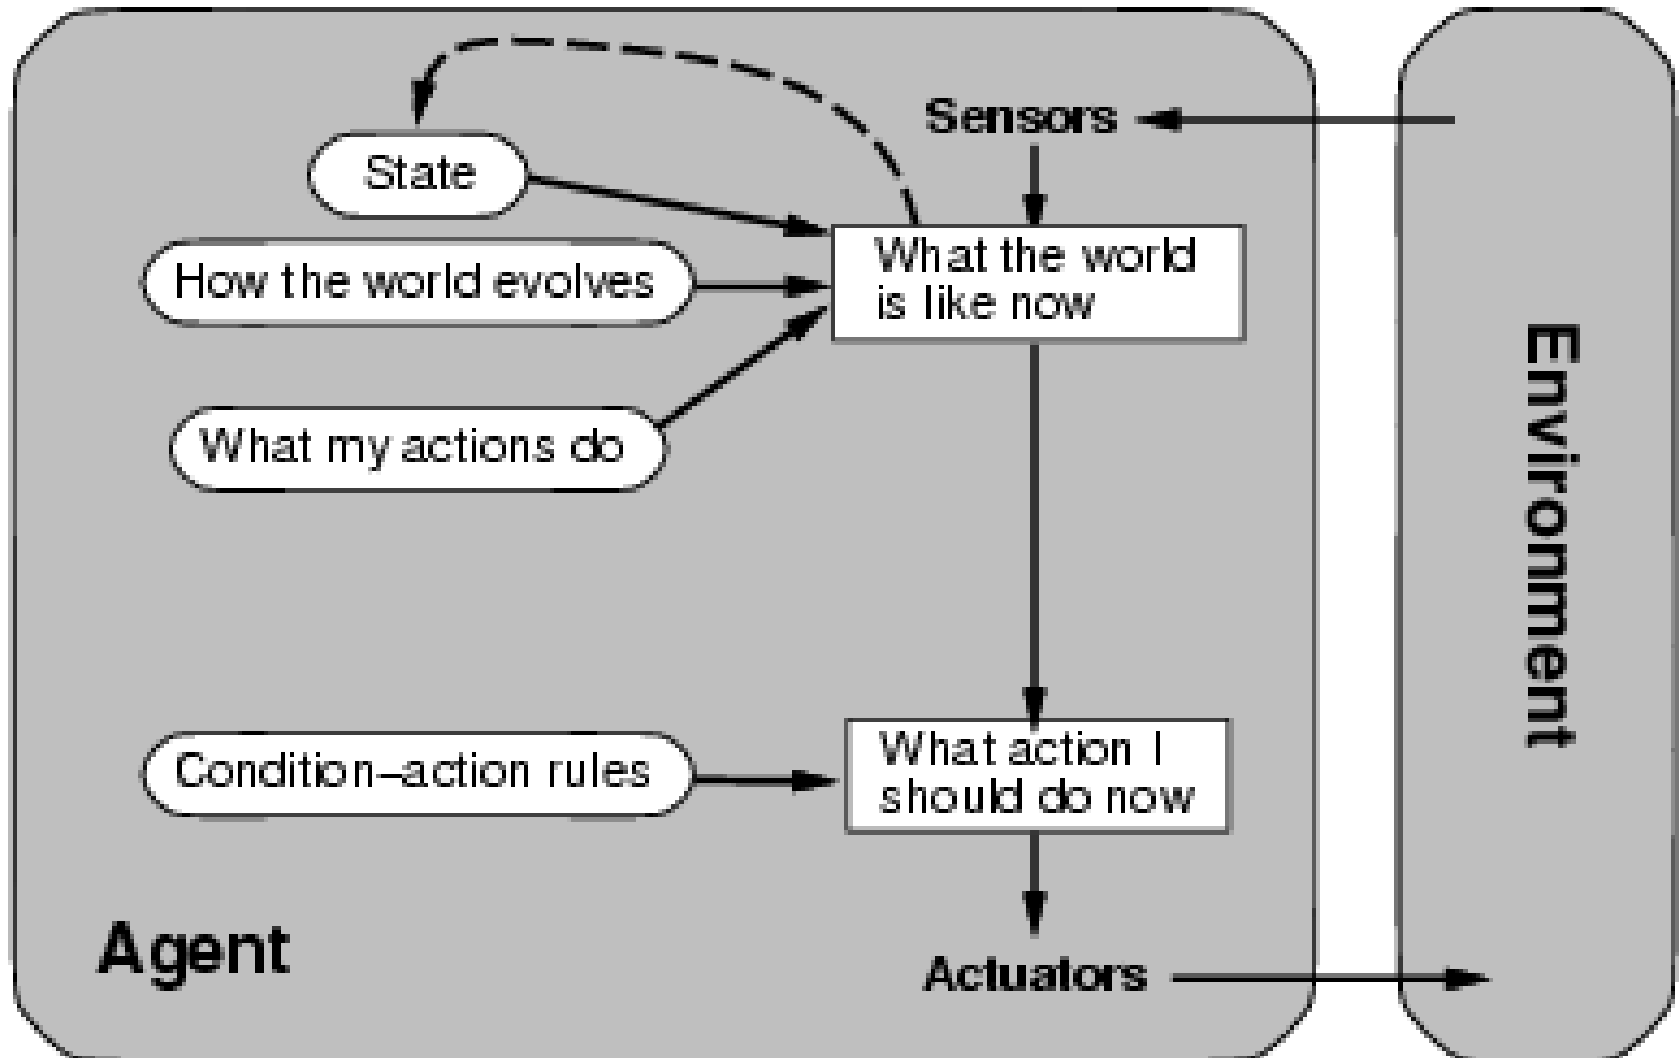 Sensors
State
What the world
is like now
How the world evolves
What my actions do
Condition–action rules
What action I
should do now
Agent
Actuators
Environment